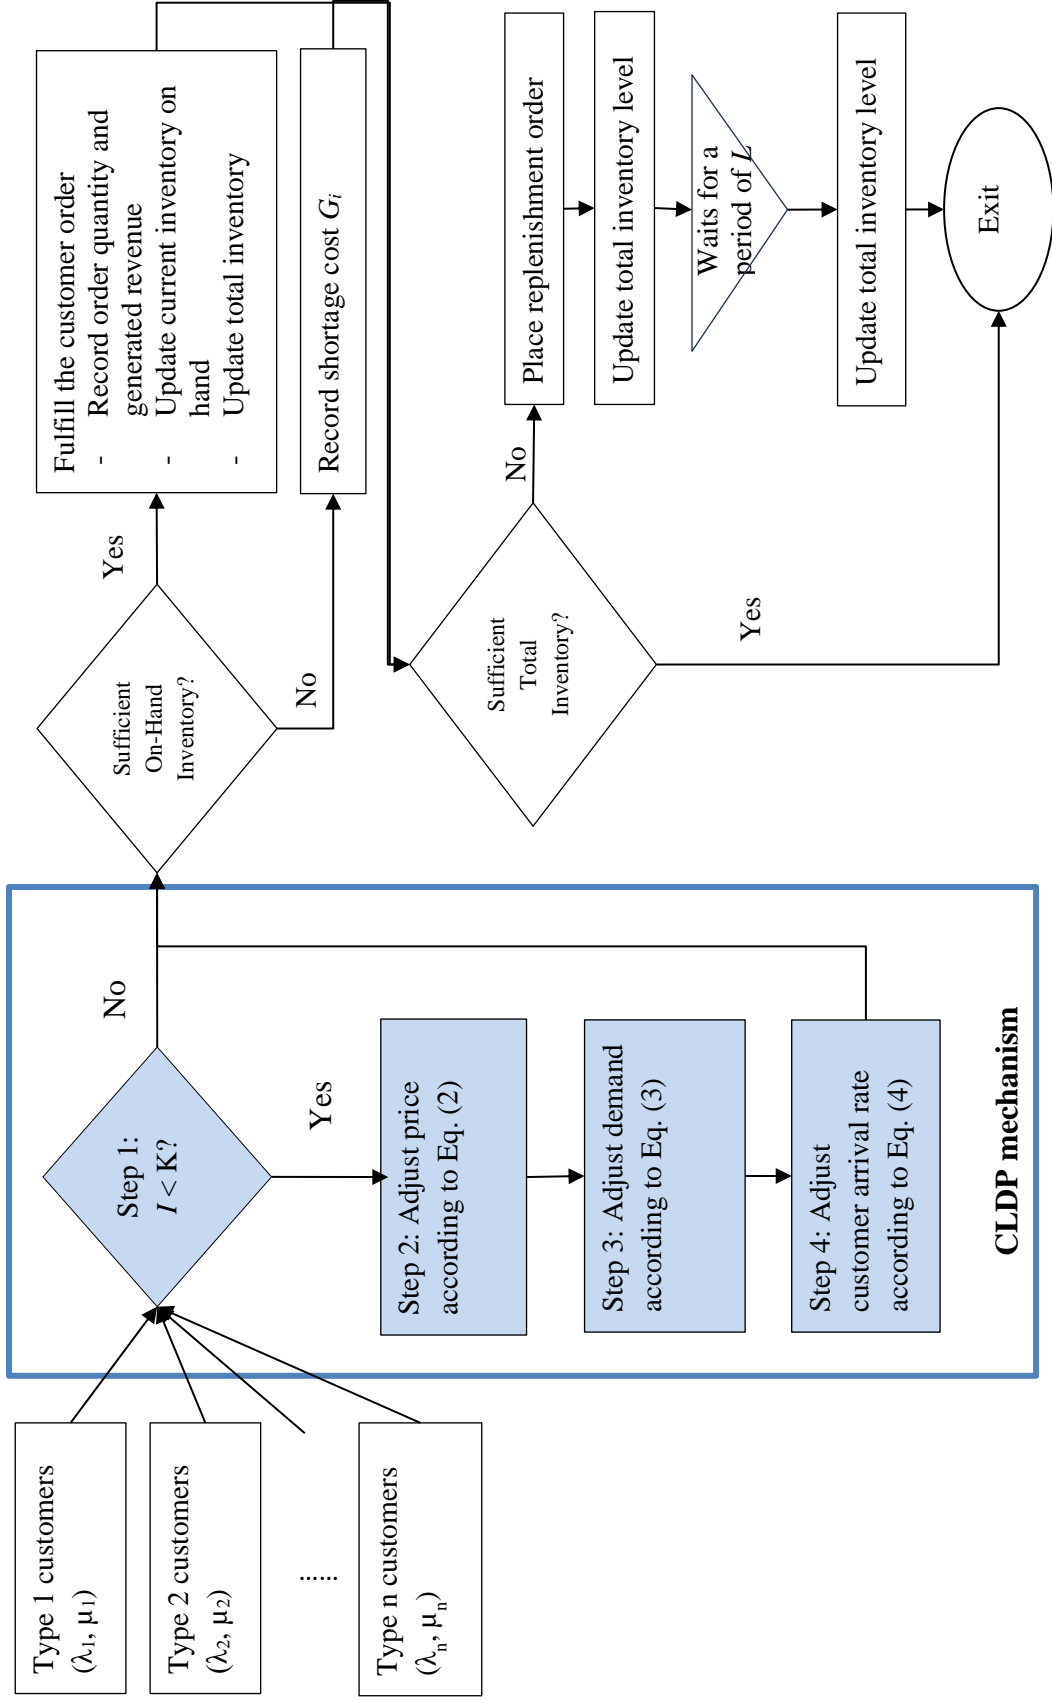 Type 1 customers
(λ1, μ1)
Type 2 customers
(λ2, μ2)
......
Type n customers
(λn, μn)
Step 1:
I < K?
No
Yes
Step 2: Adjust price
according to Eq. (2)
Step 3: Adjust demand
according to Eq. (3)
Step 4: Adjust
customer arrival rate
according to Eq. (4)
CLDP mechanism
Sufficient
On-Hand
Inventory?
Yes
No
Fulfill the customer order
- Record order quantity and
generated revenue
- Update current inventory on
hand
- Update total inventory
Record shortage cost Gi
Sufficient
Total
Inventory?
No
Yes
Place replenishment order
Update total inventory level
Waits for a
period of L
Update total inventory level
Exit